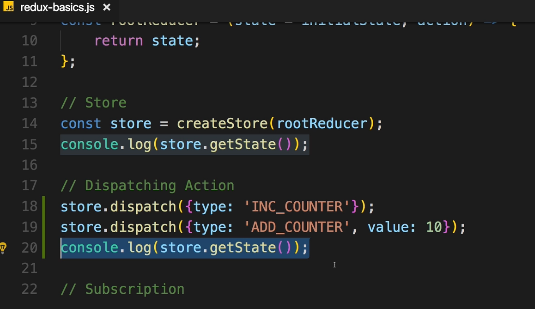 redux-basics.js
9 const rootReducer = (state = initialState, action) => {
10 return state;
11 };
12
13 // Store
14 const store = createStore(rootReducer);
15 console.log(store.getState());
16
17 // Dispatching Action
18 store.dispatch({type: 'INC_COUNTER'});
19 store.dispatch({type: 'ADD_COUNTER', value: 10});
20 console.log(store.getState());
21
22 // Subscription